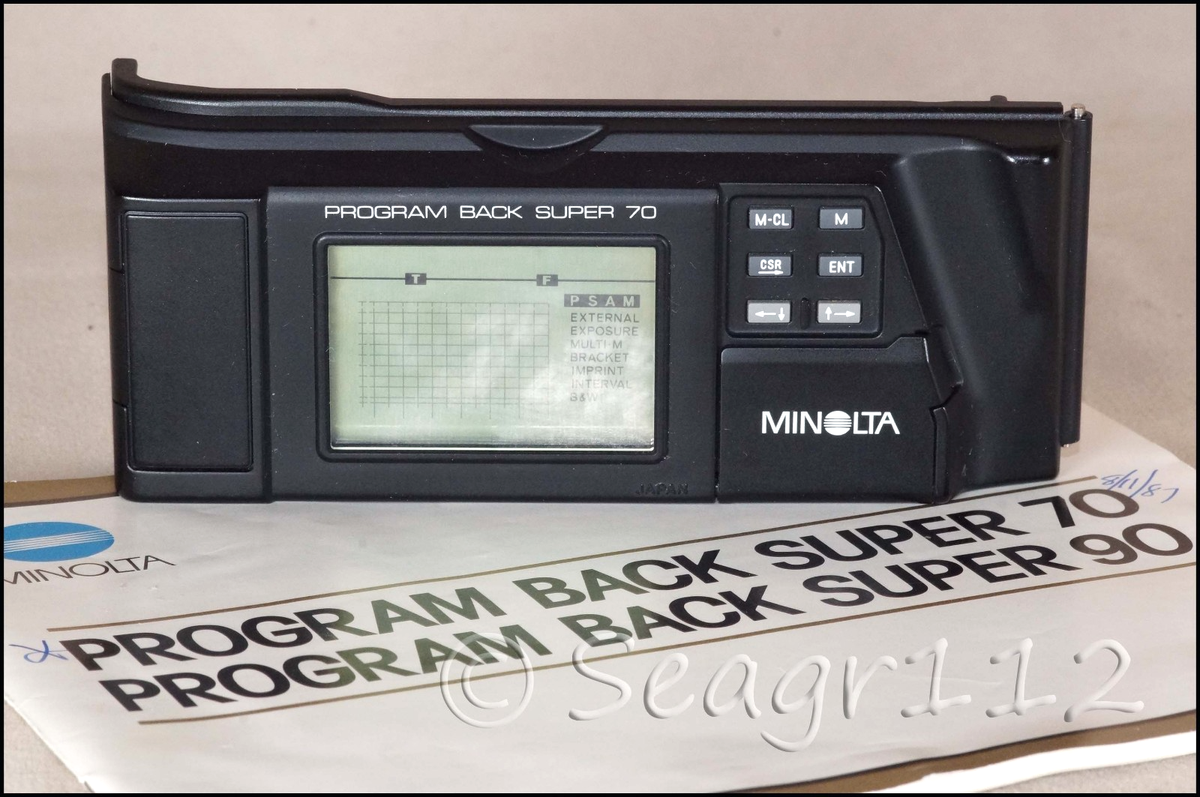 PROGRAM BACK SUPER 70
M-CL
M
T
F
CSR
ENT
P S A M
EXTERNAL
EXPOSURE
MULTI-M
BRACKET
IMPRINT
INTERVAL
B&W
←↓
↑→
MINOLTA
JAPAN
MINOLTA
PROGRAM BACK SUPER 70
PROGRAM BACK SUPER 90
© Seagr112